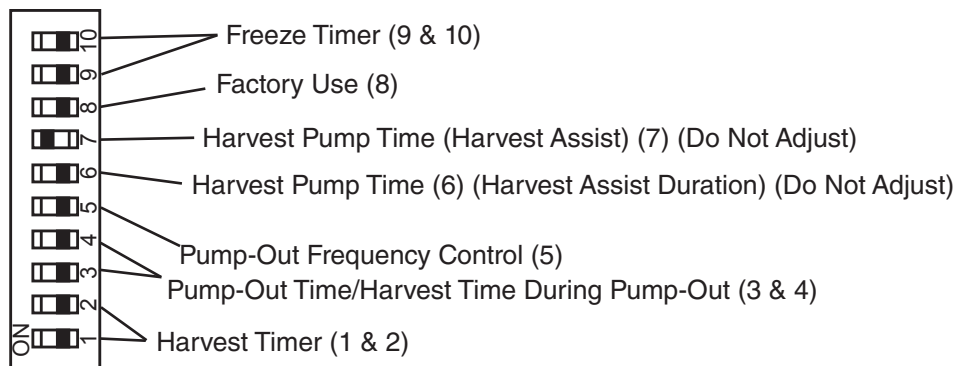 10 Freeze Timer (9 & 10)
9
8 Factory Use (8)
7 Harvest Pump Time (Harvest Assist) (7) (Do Not Adjust)
6 Harvest Pump Time (6) (Harvest Assist Duration) (Do Not Adjust)
5 Pump-Out Frequency Control (5)
4
3 Pump-Out Time/Harvest Time During Pump-Out (3 & 4)
2
ON 1 Harvest Timer (1 & 2)